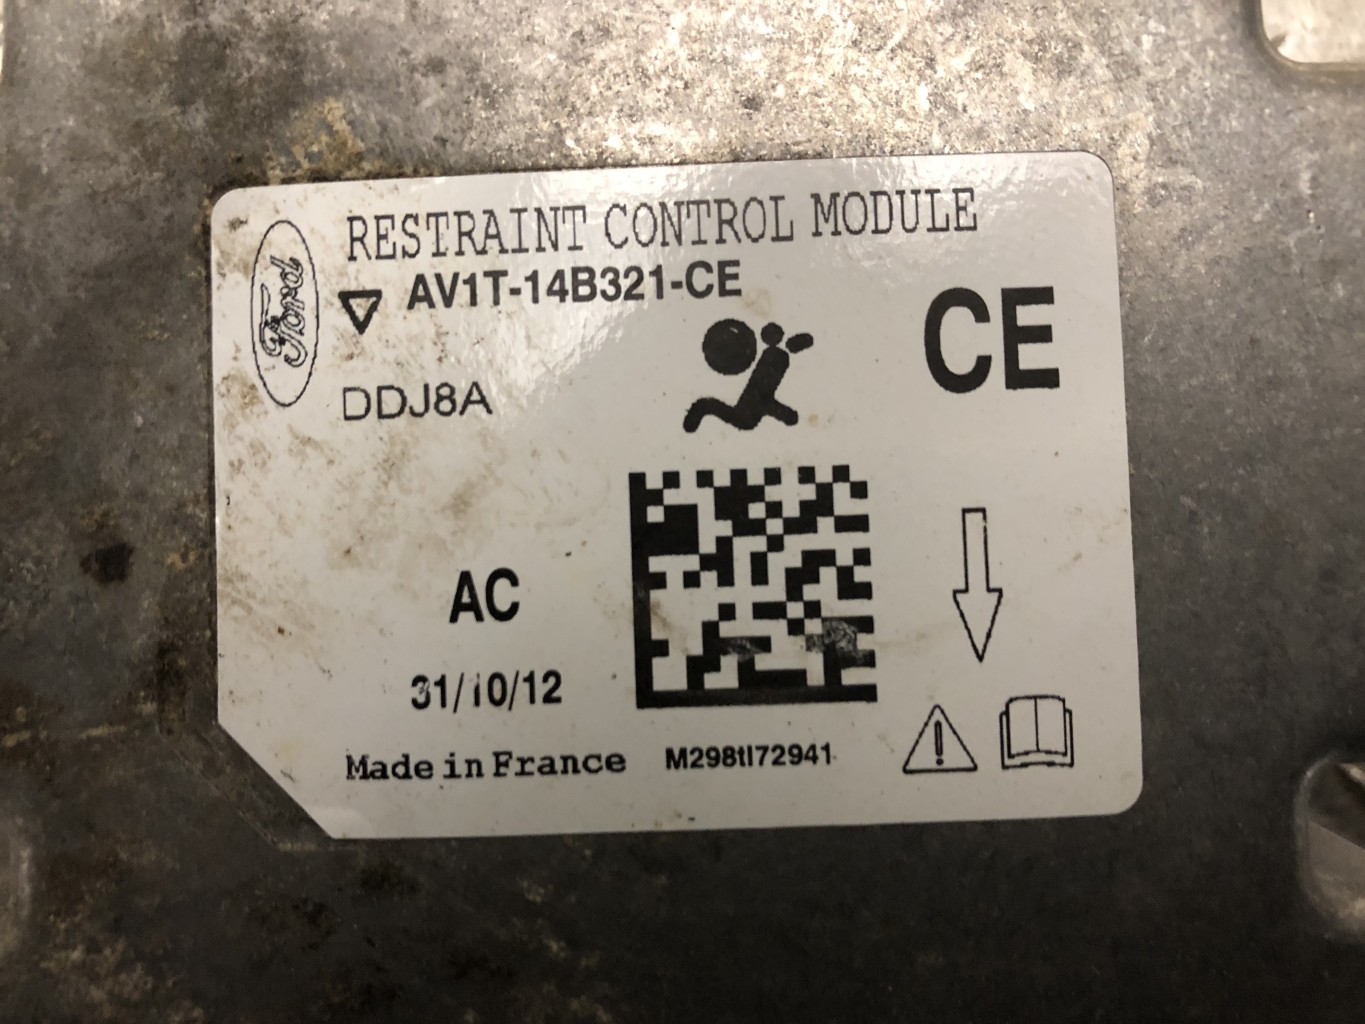 RESTRAINT CONTROL MODULE
Ford
AV1T-14B321-CE
CE
DDJ8A
AC
31/10/12
Made in France M298tI72941